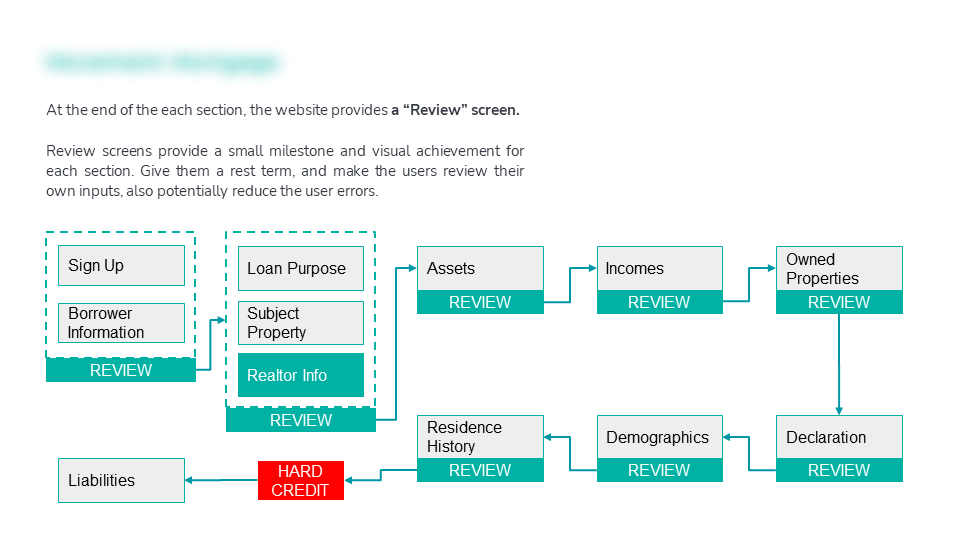 Movement Mortgage
At the end of the each section, the website provides a “Review” screen.
Review screens provide a small milestone and visual achievement for
each section. Give them a rest term, and make the users review their
own inputs, also potentially reduce the user errors.
Sign Up
Borrower
Information
REVIEW
Loan Purpose
Subject
Property
Realtor Info
REVIEW
Assets
REVIEW
Incomes
REVIEW
Owned
Properties
REVIEW
Declaration
REVIEW
Demographics
REVIEW
Residence
History
REVIEW
HARD
CREDIT
Liabilities